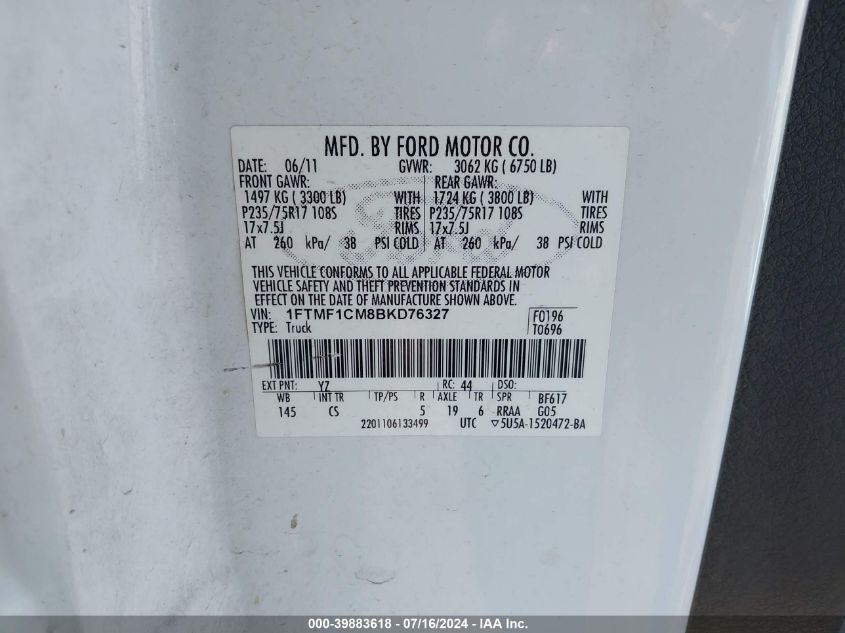 MFD. BY FORD MOTOR CO.
DATE: 06/11 GVWR: 3062 KG ( 6750 LB)
FRONT GAWR: REAR GAWR:
1497 KG ( 3300 LB) WITH 1724 KG ( 3800 LB) WITH
P235/75R17 108S TIRES P235/75R17 108S TIRES
17x7.5J RIMS 17x7.5J RIMS
AT 260 kPa/ 38 PSI COLD AT 260 kPa/ 38 PSI COLD
Ford
THIS VEHICLE CONFORMS TO ALL APPLICABLE FEDERAL MOTOR
VEHICLE SAFETY AND THEFT PREVENTION STANDARDS IN
EFFECT ON THE DATE OF MANUFACTURE SHOWN ABOVE.
VIN: 1FTMF1CM8BKD76327 F0196
TYPE: Truck T0696
EXT PNT: YZ RC: 44 DSO:
WB INT TR TP/PS R AXLE TR SPR BF617
145 CS 5 19 6 RRAA G05
2201106133499 UTC ▽5U5A-1520472-BA
000-39883618 - 07/16/2024 - IAA Inc.